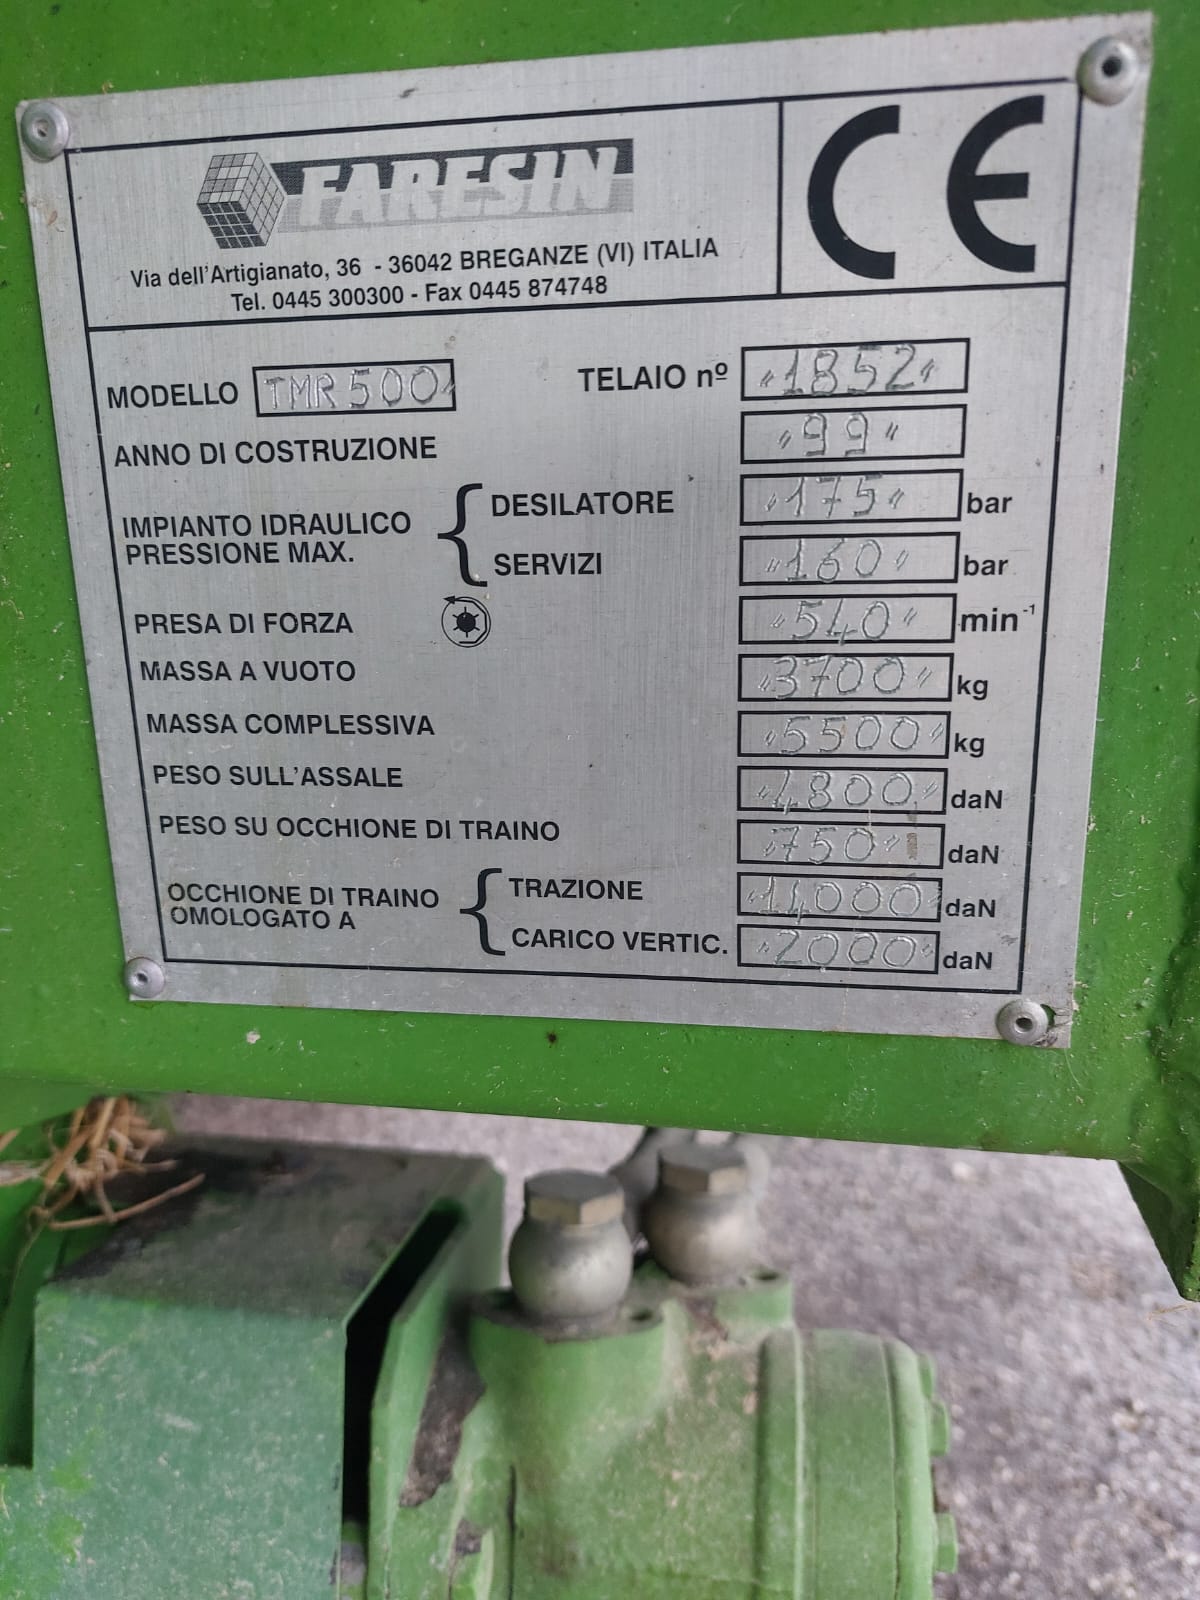 FARESIN
Via dell'Artigianato, 36 - 36042 BREGANZE (VI) ITALIA
Tel. 0445 300300 - Fax 0445 874748
CE
MODELLO TMR 500 TELAIO nº "1852"
ANNO DI COSTRUZIONE "99"
IMPIANTO IDRAULICO PRESSIONE MAX. { DESILATORE "175" bar
SERVIZI "160" bar
PRESA DI FORZA "540" min⁻¹
MASSA A VUOTO "3700" kg
MASSA COMPLESSIVA "5500" kg
PESO SULL'ASSALE "4800" daN
PESO SU OCCHIONE DI TRAINO "750" daN
OCCHIONE DI TRAINO OMOLOGATO A { TRAZIONE "14000" daN
CARICO VERTIC. "2000" daN